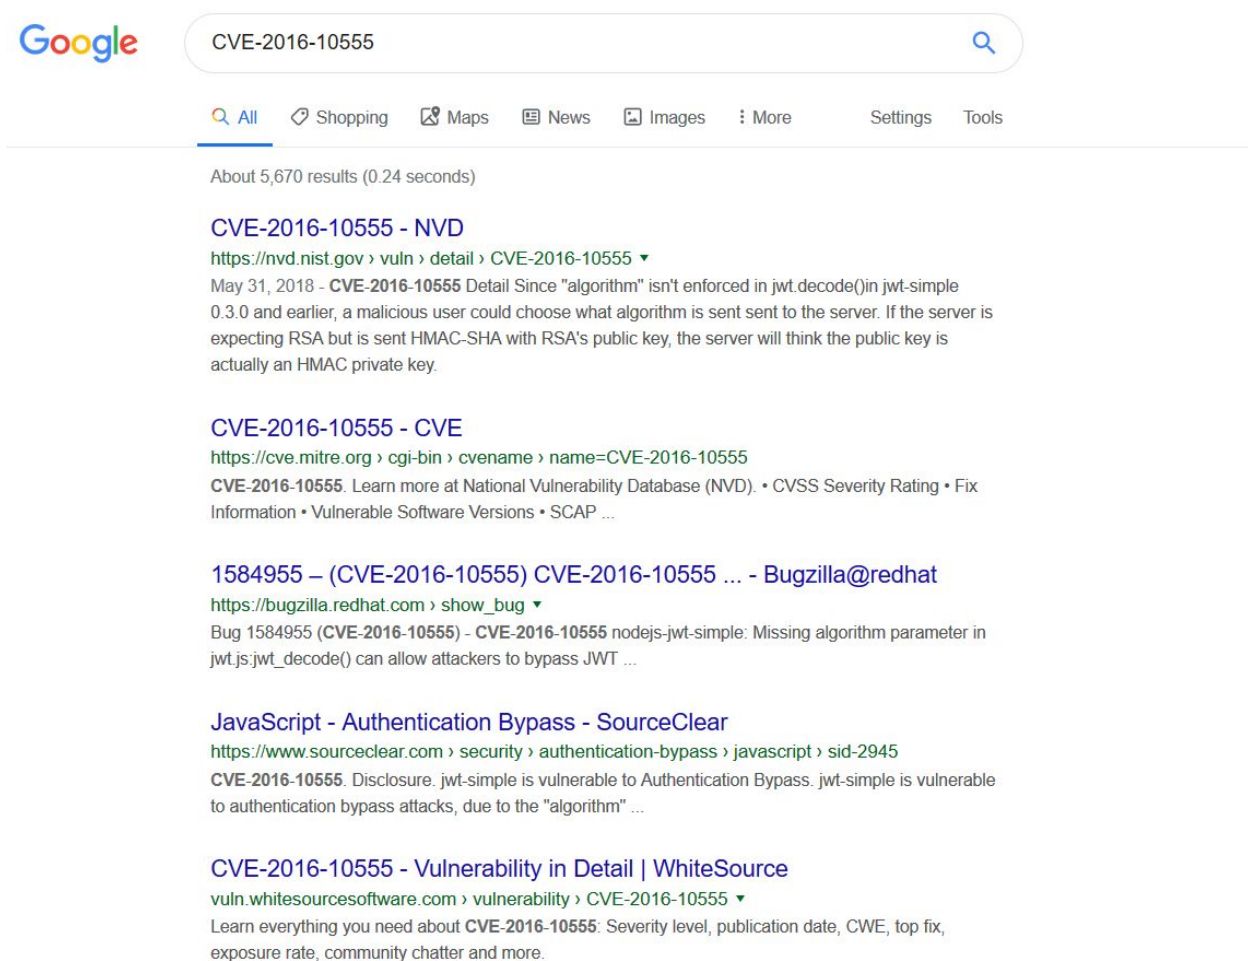 Google
CVE-2016-10555
All Shopping Maps News Images More Settings Tools
About 5,670 results (0.24 seconds)
CVE-2016-10555 - NVD
https://nvd.nist.gov › vuln › detail › CVE-2016-10555 ▼
May 31, 2018 - CVE-2016-10555 Detail Since "algorithm" isn't enforced in jwt.decode()in jwt-simple
0.3.0 and earlier, a malicious user could choose what algorithm is sent sent to the server. If the server is
expecting RSA but is sent HMAC-SHA with RSA's public key, the server will think the public key is
actually an HMAC private key.
CVE-2016-10555 - CVE
https://cve.mitre.org › cgi-bin › cvename › name=CVE-2016-10555
CVE-2016-10555. Learn more at National Vulnerability Database (NVD). • CVSS Severity Rating • Fix
Information • Vulnerable Software Versions • SCAP ...
1584955 – (CVE-2016-10555) CVE-2016-10555 ... - Bugzilla@redhat
https://bugzilla.redhat.com › show_bug ▼
Bug 1584955 (CVE-2016-10555) - CVE-2016-10555 nodejs-jwt-simple: Missing algorithm parameter in
jwt.js:jwt_decode() can allow attackers to bypass JWT ...
JavaScript - Authentication Bypass - SourceClear
https://www.sourceclear.com › security › authentication-bypass › javascript › sid-2945
CVE-2016-10555. Disclosure. jwt-simple is vulnerable to Authentication Bypass. jwt-simple is vulnerable
to authentication bypass attacks, due to the "algorithm" ...
CVE-2016-10555 - Vulnerability in Detail | WhiteSource
vuln.whitesourcesoftware.com › vulnerability › CVE-2016-10555 ▼
Learn everything you need about CVE-2016-10555: Severity level, publication date, CWE, top fix,
exposure rate, community chatter and more.